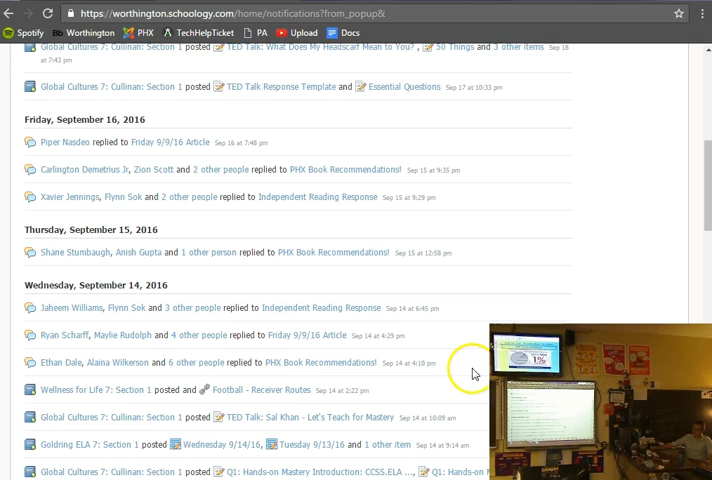 https://worthington.schoology.com/home/notifications?from_popup&
Spotify Worthington PHX TechHelpTicket PA Upload Docs
Global Cultures 7: Cullinan: Section 1 posted TED Talk: What Does My Headscarf Mean to You? , 50 Things and 3 other items Sep 18
at 7:43 pm
Global Cultures 7: Cullinan: Section 1 posted TED Talk Response Template and Essential Questions Sep 17 at 10:33 pm
Friday, September 16, 2016
Piper Nasdeo replied to Friday 9/9/16 Article Sep 16 at 7:48 pm
Carlington Demetrius Jr, Zion Scott and 2 other people replied to PHX Book Recommendations! Sep 15 at 9:35 pm
Xavier Jennings, Flynn Sok and 2 other people replied to Independent Reading Response Sep 15 at 9:29 pm
Thursday, September 15, 2016
Shane Stumbaugh, Anish Gupta and 1 other person replied to PHX Book Recommendations! Sep 15 at 12:58 pm
Wednesday, September 14, 2016
Jaheem Williams, Flynn Sok and 3 other people replied to Independent Reading Response Sep 14 at 6:45 pm
Ryan Scharff, Maylie Rudolph and 4 other people replied to Friday 9/9/16 Article Sep 14 at 4:29 pm
Ethan Dale, Alaina Wilkerson and 6 other people replied to PHX Book Recommendations! Sep 14 at 4:10 pm
Wellness for Life 7: Section 1 posted and Football - Receiver Routes Sep 14 at 2:22 pm
Global Cultures 7: Cullinan: Section 1 posted TED Talk: Sal Khan - Let's Teach for Mastery Sep 14 at 10:09 am
Goldring ELA 7: Section 1 posted Wednesday 9/14/16, Tuesday 9/13/16 and 1 other item Sep 14 at 9:14 am
Global Cultures 7: Cullinan: Section 1 posted Q1: Hands-on Mastery Introduction: CCSS.ELA ..., Q1: Hands-on M
1%